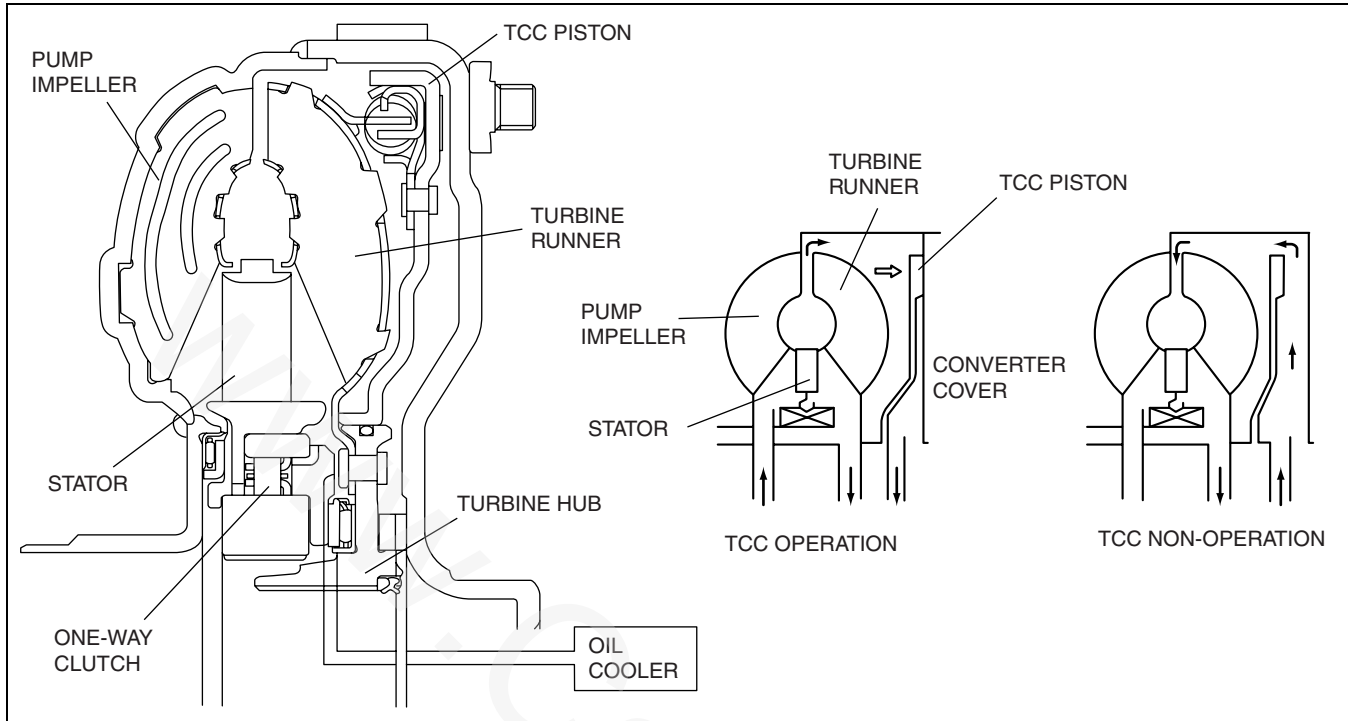 TCC PISTON
PUMP
IMPELLER
TURBINE
RUNNER
STATOR
TURBINE HUB
ONE-WAY
CLUTCH
OIL
COOLER
TURBINE
RUNNER
TCC PISTON
PUMP
IMPELLER
CONVERTER
COVER
STATOR
TCC OPERATION
TCC NON-OPERATION
www.c